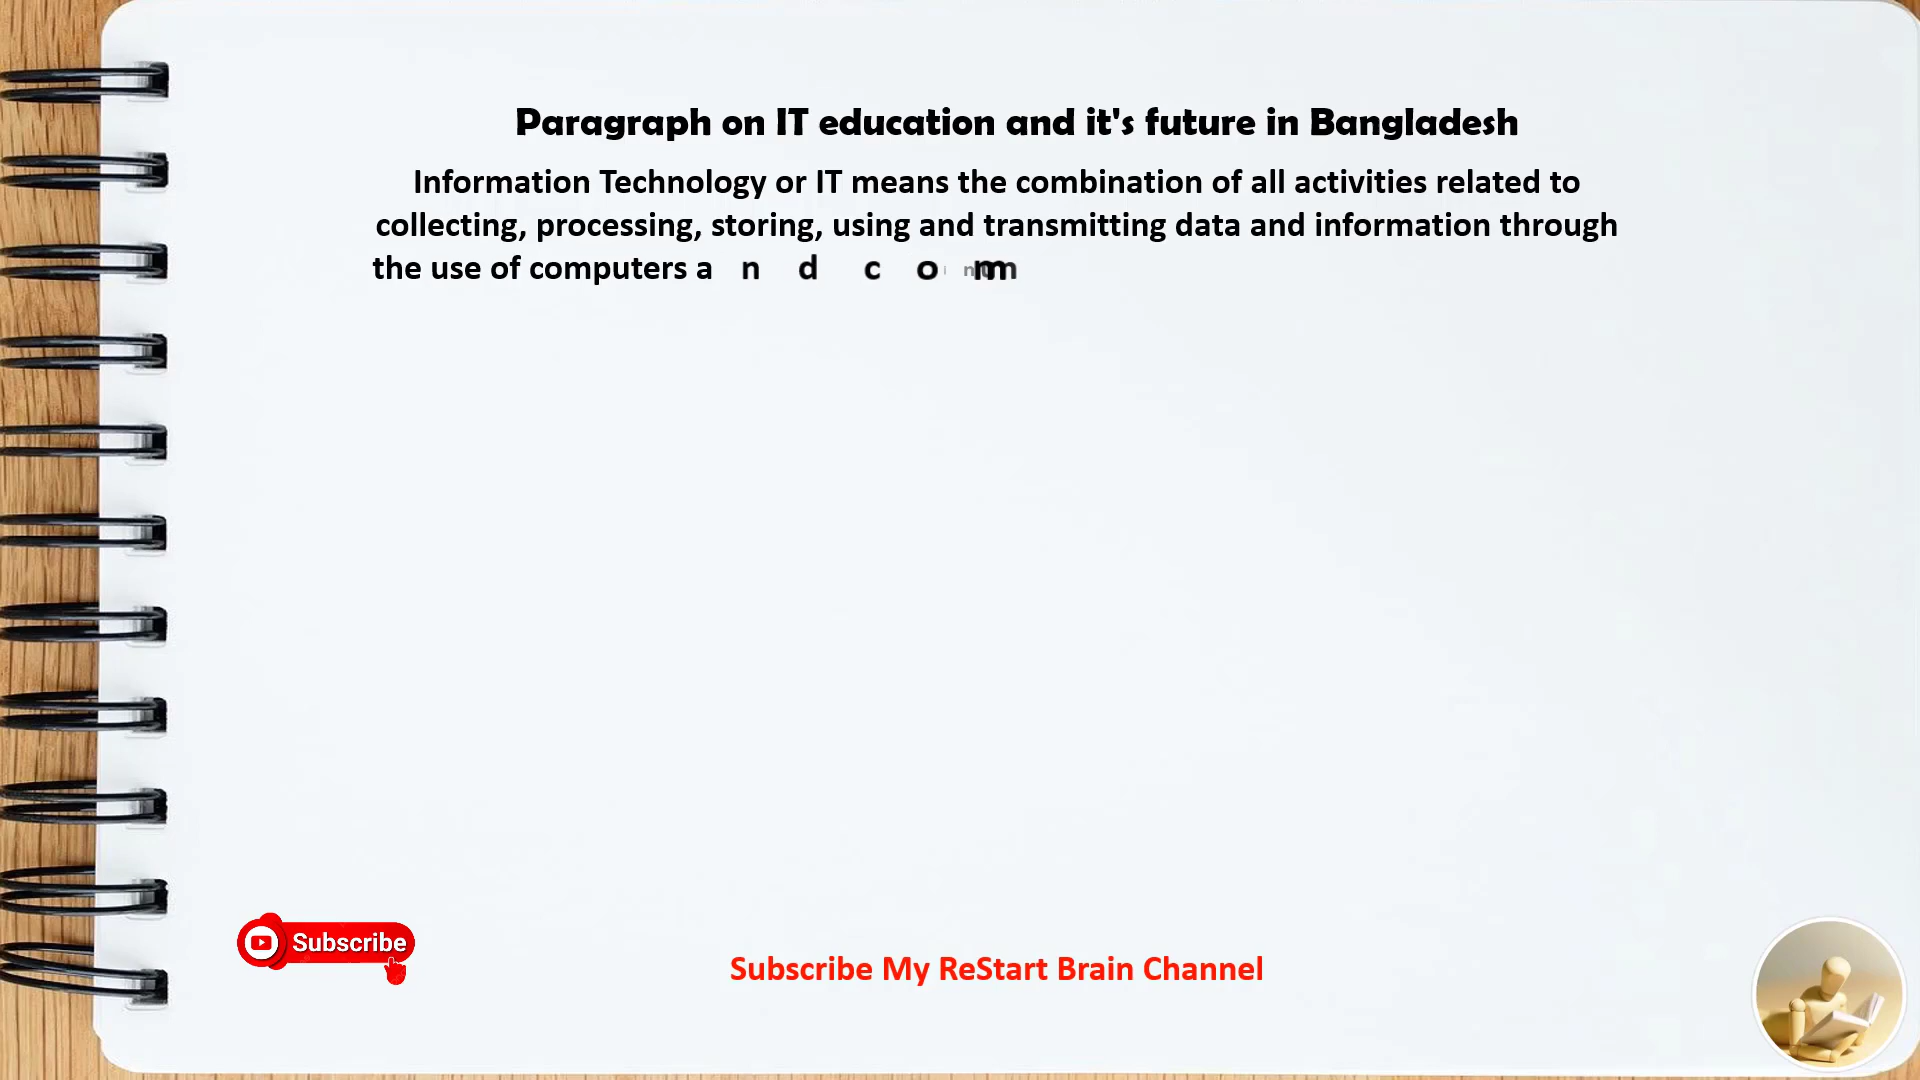 Paragraph on IT education and it's future in Bangladesh
Information Technology or IT means the combination of all activities related to
collecting, processing, storing, using and transmitting data and information through
the use of computers a n d c o m
Subscribe
Subscribe My ReStart Brain Channel